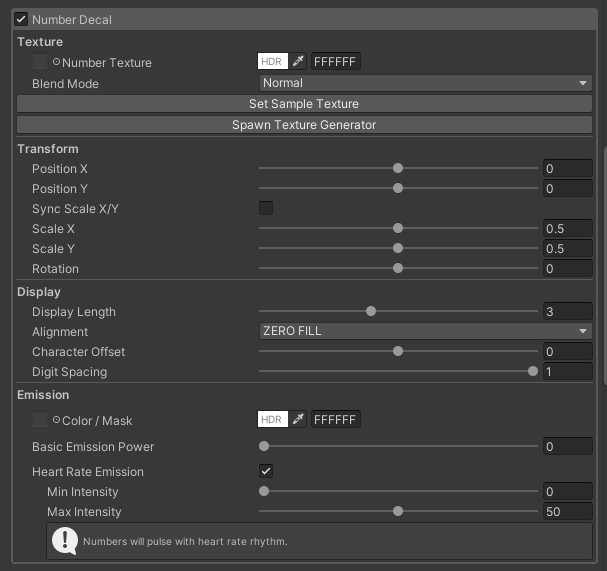 Number Decal
Texture
Number Texture HDR FFFFFF
Blend Mode Normal
Set Sample Texture
Spawn Texture Generator
Transform
Position X 0
Position Y 0
Sync Scale X/Y
Scale X 0.5
Scale Y 0.5
Rotation 0
Display
Display Length 3
Alignment ZERO FILL
Character Offset 0
Digit Spacing 1
Emission
Color / Mask HDR FFFFFF
Basic Emission Power 0
Heart Rate Emission
Min Intensity 0
Max Intensity 50
Numbers will pulse with heart rate rhythm.